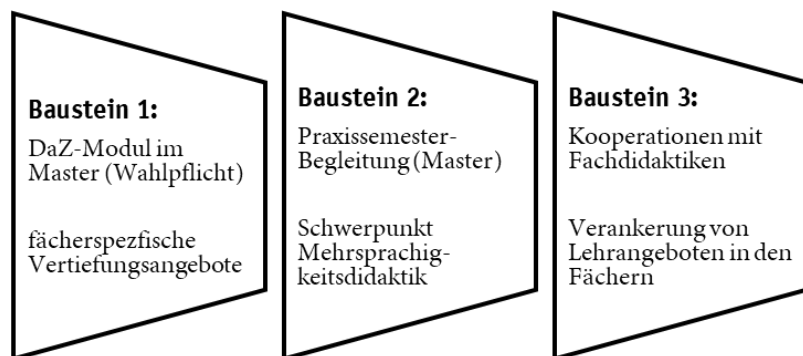 Baustein 1:
DaZ-Modul im
Master (Wahlpflicht)
fächerspezfische
Vertiefungsangebote
Baustein 2:
Praxissemester-
Begleitung (Master)
Schwerpunkt
Mehrsprachig-
keitsdidaktik
Baustein 3:
Kooperationen mit
Fachdidaktiken
Verankerung von
Lehrangeboten in den
Fächern